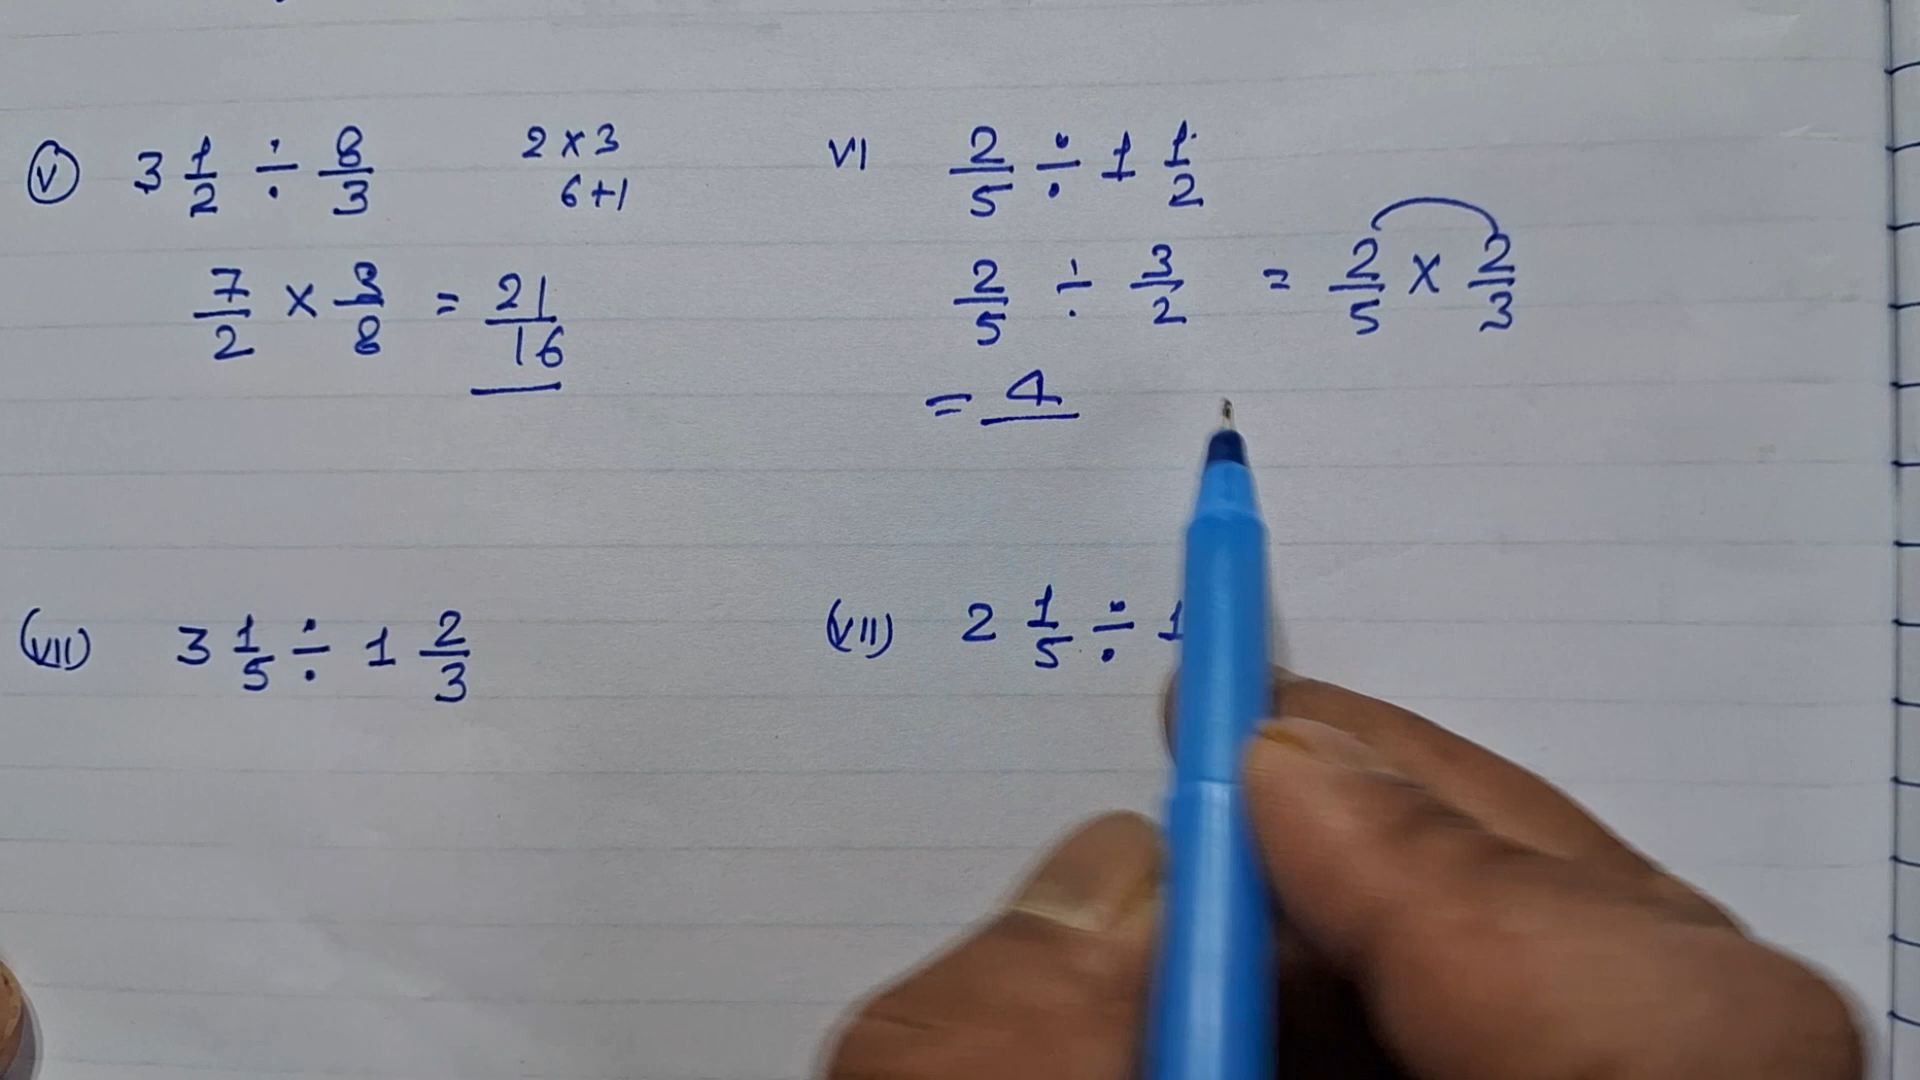 (V) 3 1/2 ÷ 8/3
2 × 3
6+1
7/2 × 3/8 = 21/16
VI 2/5 ÷ 1 1/2
2/5 ÷ 3/2 = 2/5 × 2/3
= 4
(VII) 3 1/5 ÷ 1 2/3
(VII) 2 1/5 ÷ 1